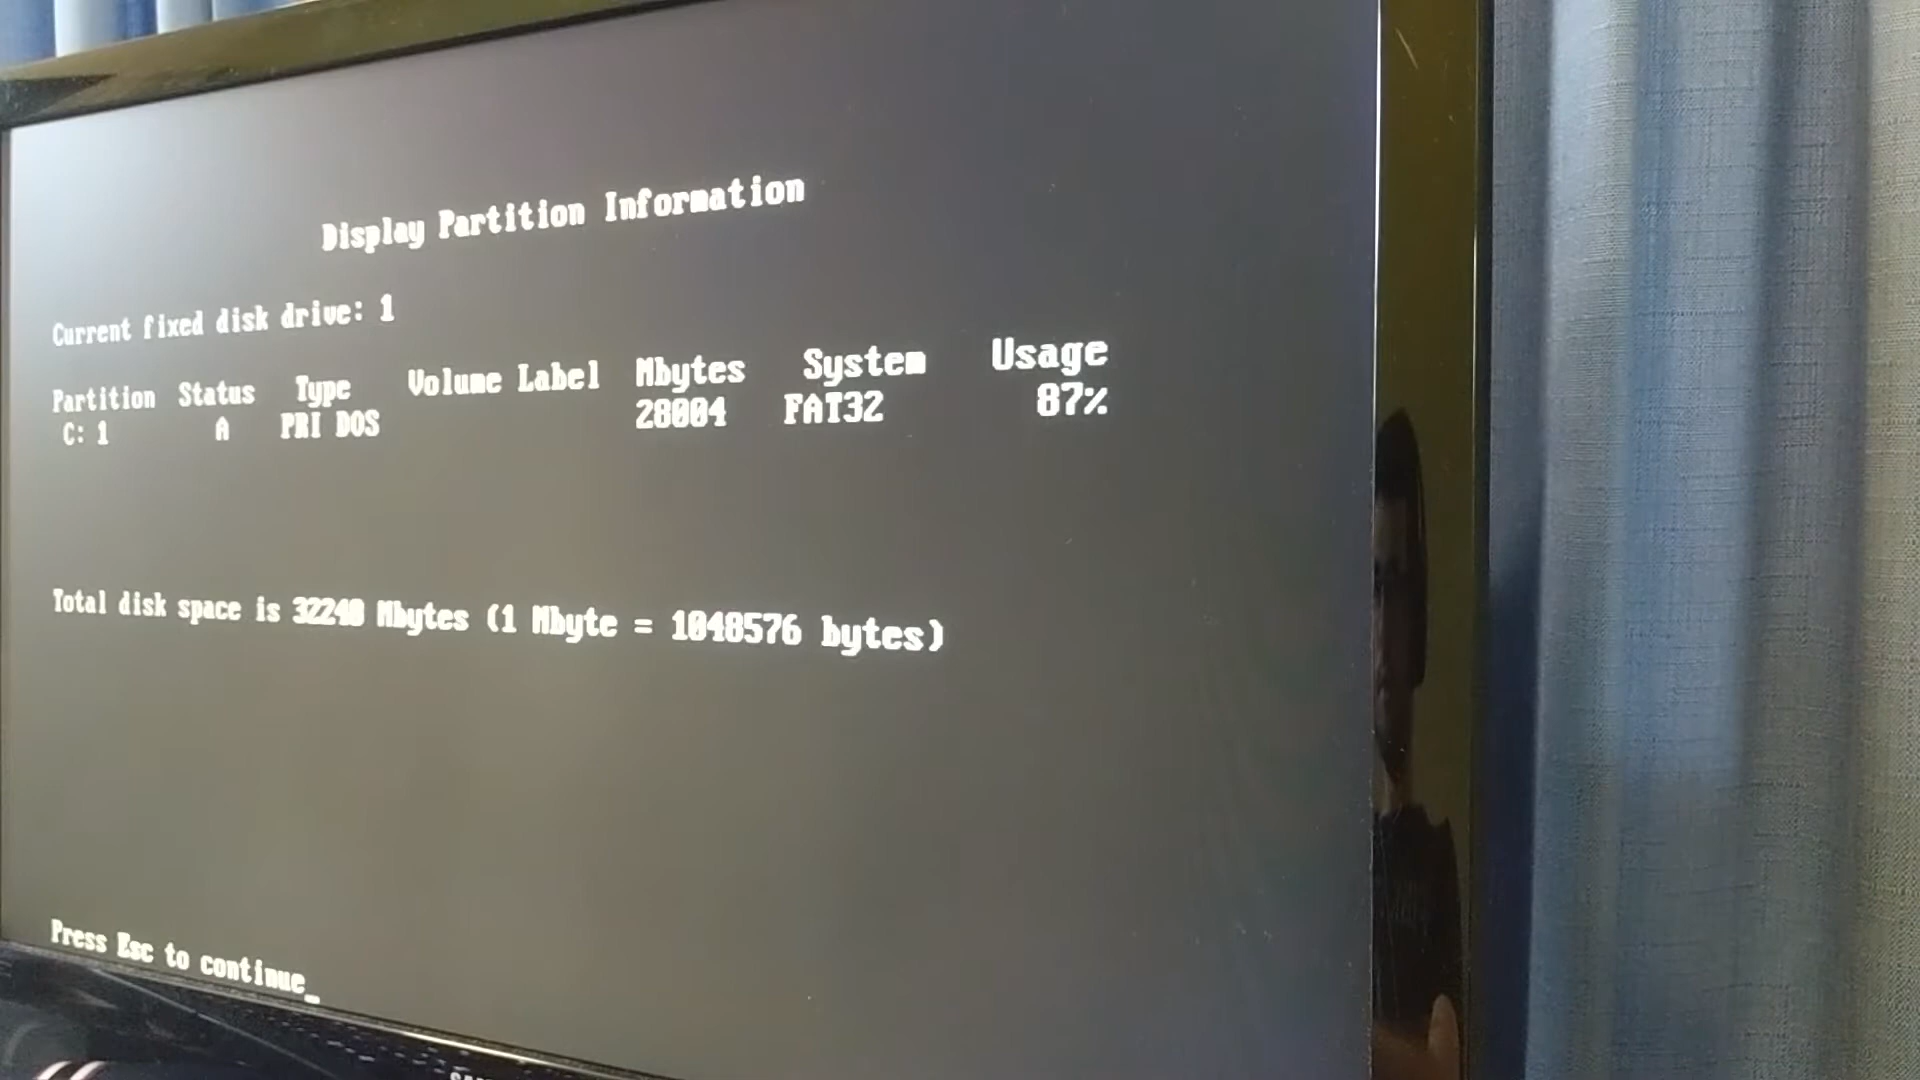 Display Partition Information
Current fixed disk drive: 1
Partition Status Type Volume Label Mbytes System Usage
C: 1 A PRI DOS 28004 FAT32 87%
Total disk space is 32240 Mbytes (1 Mbyte = 1048576 bytes)
Press Esc to continue_